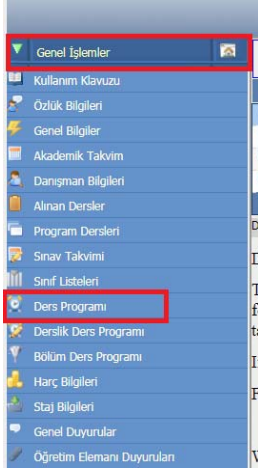 Genel İşlemler
Kullanım Klavuzu
Özlük Bilgileri
Genel Bilgiler
Akademik Takvim
Danışman Bilgileri
Alınan Dersler
Program Dersleri
Sınav Takvimi
Sınıf Listeleri
Ders Programı
Derslik Ders Programı
Bölüm Ders Programı
Harç Bilgileri
Staj Bilgileri
Genel Duyurular
Öğretim Elemanı Duyuruları